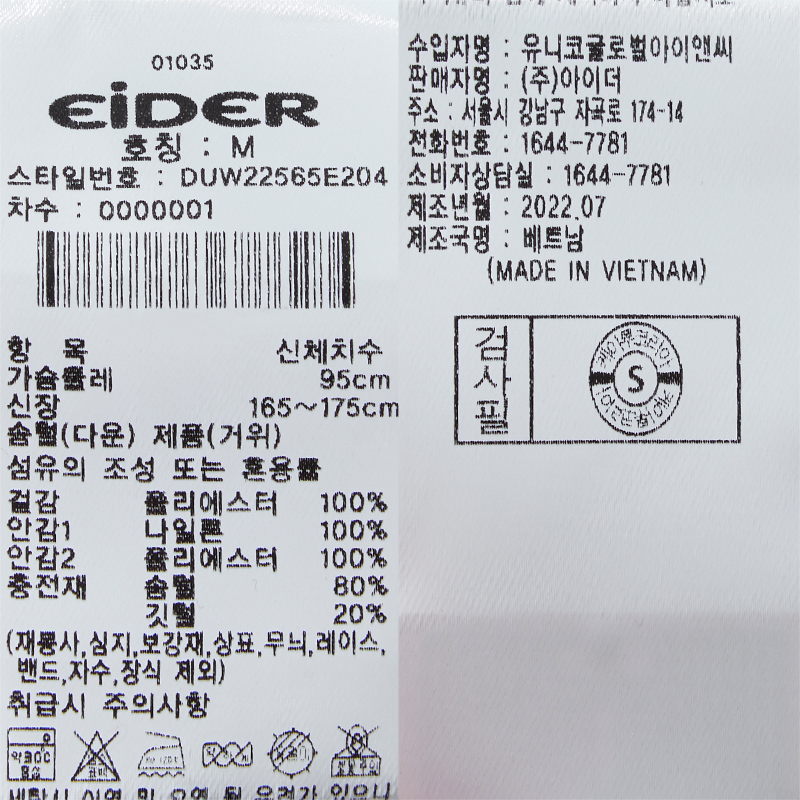 01035
EiDER
호칭 : M
스타일번호 : DUW22565E204
차수 : 0000001
항 목 신체치수
가슴둘레 95cm
신장 165~175cm
솜털(다운) 제품(거위)
섬유의 조성 또는 혼용률
겉감 폴리에스터 100%
안감1 나일론 100%
안감2 폴리에스터 100%
충전재 솜털 80%
깃털 20%
(재봉사,심지,보강재,상표,무늬,레이스,
밴드,자수,장식 제외)
취급시 주의사항
수입자명 : 유니코글로벌아이앤씨
판매자명 : (주)아이더
주소 : 서울시 강남구 자곡로 174-14
전화번호 : 1644-7781
소비자상담실 : 1644-7781
제조년월 : 2022.07
제조국명 : 베트남
(MADE IN VIETNAM)
검사필
S